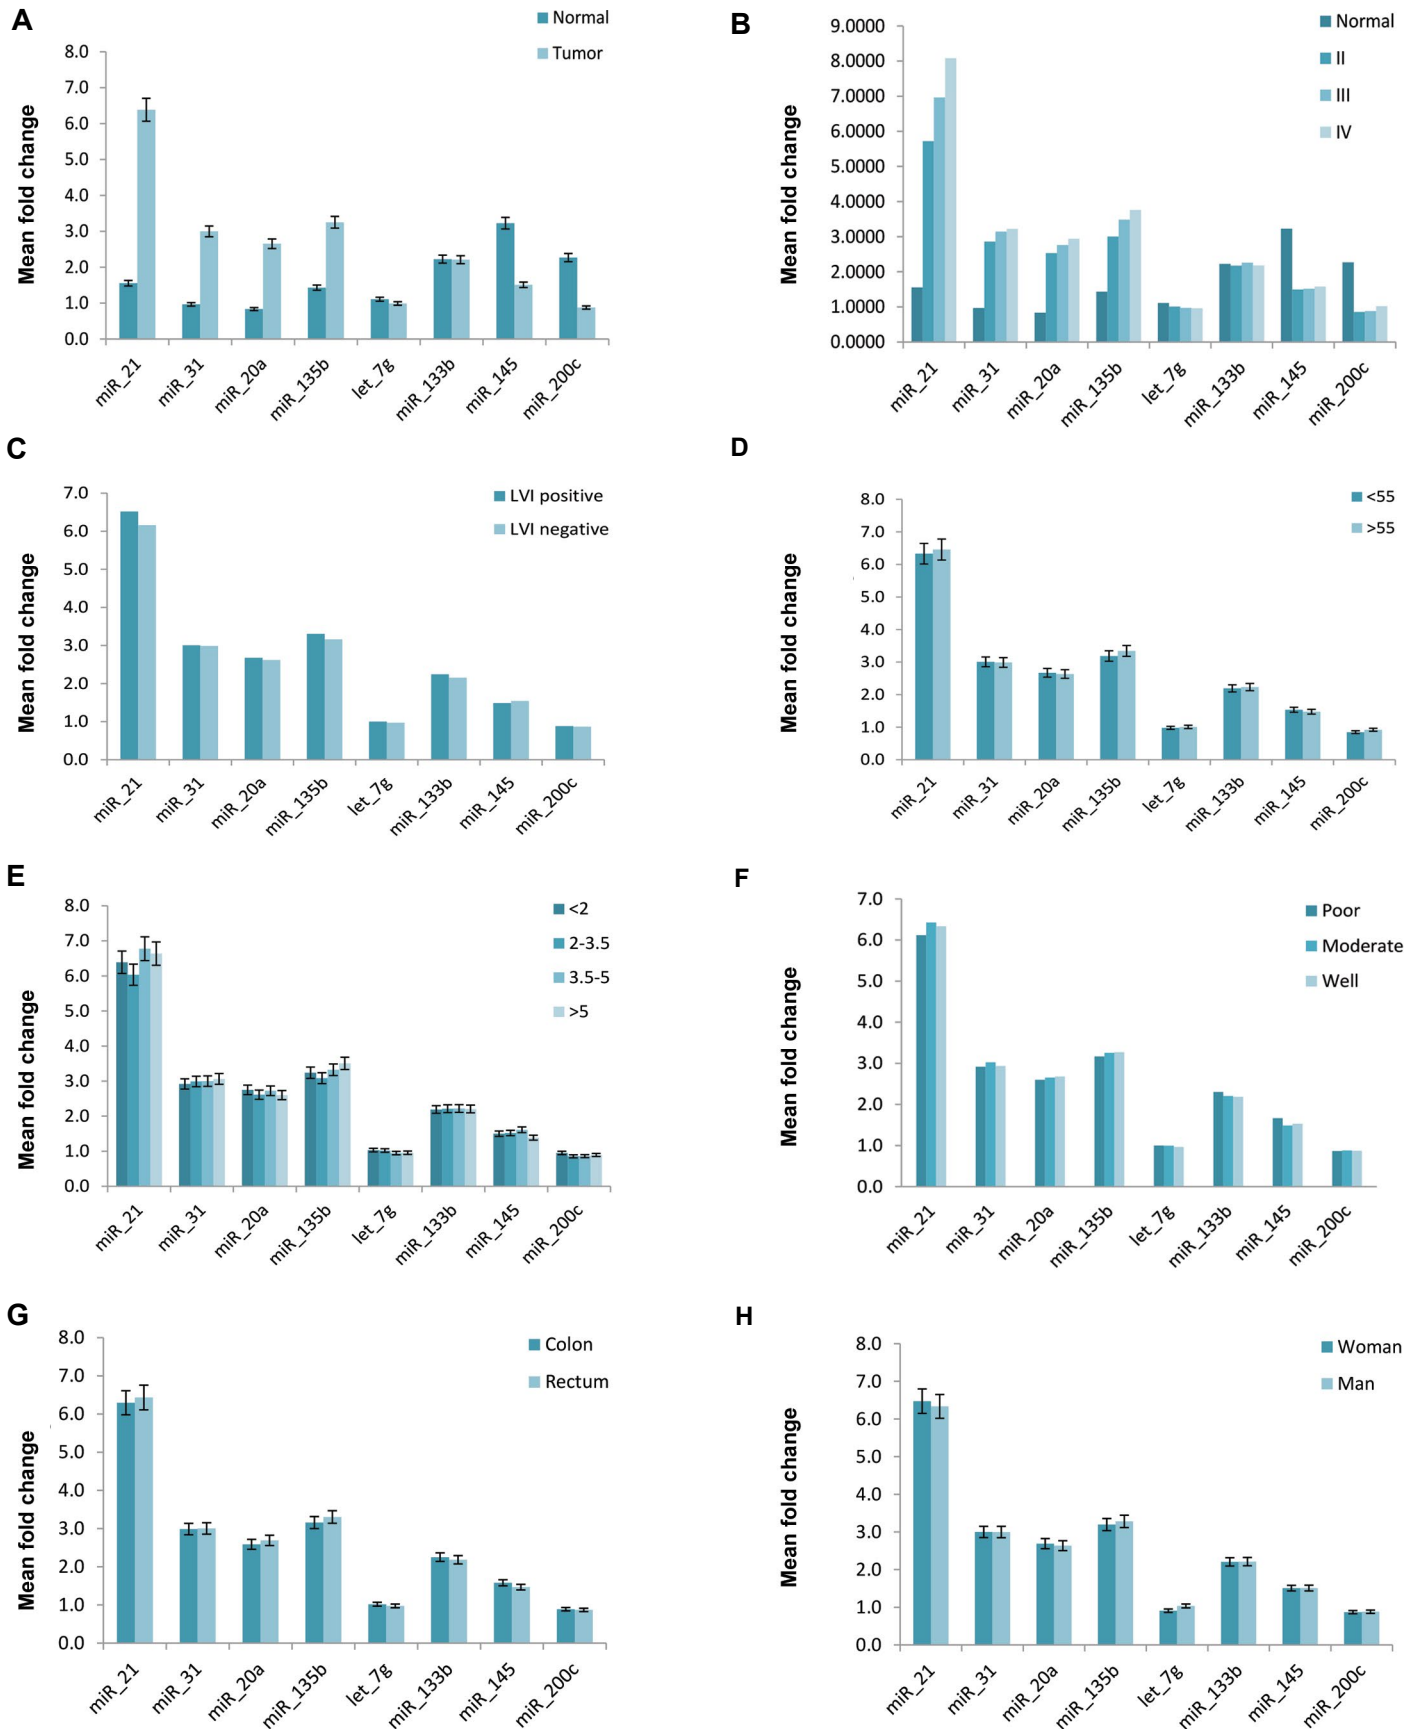 A
Normal
Tumor
Mean fold change
8.0
7.0
6.0
5.0
4.0
3.0
2.0
1.0
0.0
miR_21
miR_31
miR_20a
miR_135b
let_7g
miR_133b
miR_145
miR_200c
B
Normal
II
III
IV
Mean fold change
9.0000
8.0000
7.0000
6.0000
5.0000
4.0000
3.0000
2.0000
1.0000
0.0000
miR_21
miR_31
miR_20a
miR_135b
let_7g
miR_133b
miR_145
miR_200c
C
LVI positive
LVI negative
Mean fold change
7.0
6.0
5.0
4.0
3.0
2.0
1.0
0.0
miR_21
miR_31
miR_20a
miR_135b
let_7g
miR_133b
miR_145
miR_200c
D
<55
>55
Mean fold change
8.0
7.0
6.0
5.0
4.0
3.0
2.0
1.0
0.0
miR_21
miR_31
miR_20a
miR_135b
let_7g
miR_133b
miR_145
miR_200c
E
<2
2-3.5
3.5-5
>5
Mean fold change
8.0
7.0
6.0
5.0
4.0
3.0
2.0
1.0
0.0
miR_21
miR_31
miR_20a
miR_135b
let_7g
miR_133b
miR_145
miR_200c
F
Poor
Moderate
Well
Mean fold change
7.0
6.0
5.0
4.0
3.0
2.0
1.0
0.0
miR_21
miR_31
miR_20a
miR_135b
let_7g
miR_133b
miR_145
miR_200c
G
Colon
Rectum
Mean fold change
8.0
7.0
6.0
5.0
4.0
3.0
2.0
1.0
0.0
miR_21
miR_31
miR_20a
miR_135b
let_7g
miR_133b
miR_145
miR_200c
H
Woman
Man
Mean fold change
8.0
7.0
6.0
5.0
4.0
3.0
2.0
1.0
0.0
miR_21
miR_31
miR_20a
miR_135b
let_7g
miR_133b
miR_145
miR_200c